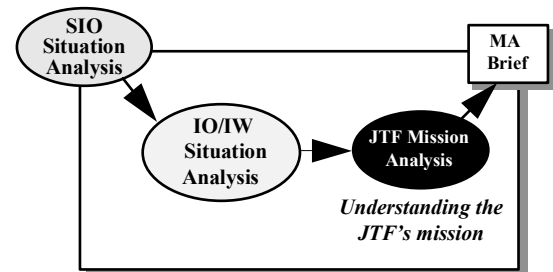 SIO
Situation
Analysis
MA
Brief
IO/IW
Situation
Analysis
JTF Mission
Analysis
Understanding the
JTF's mission